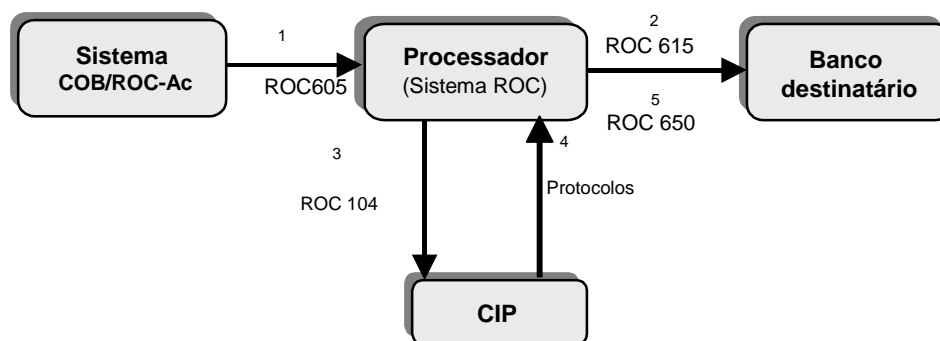 1
2
Sistema
COB/ROC-Ac
ROC605
Processador
(Sistema ROC)
ROC 615
5
ROC 650
Banco
destinatário
3
ROC 104
4
Protocolos
CIP